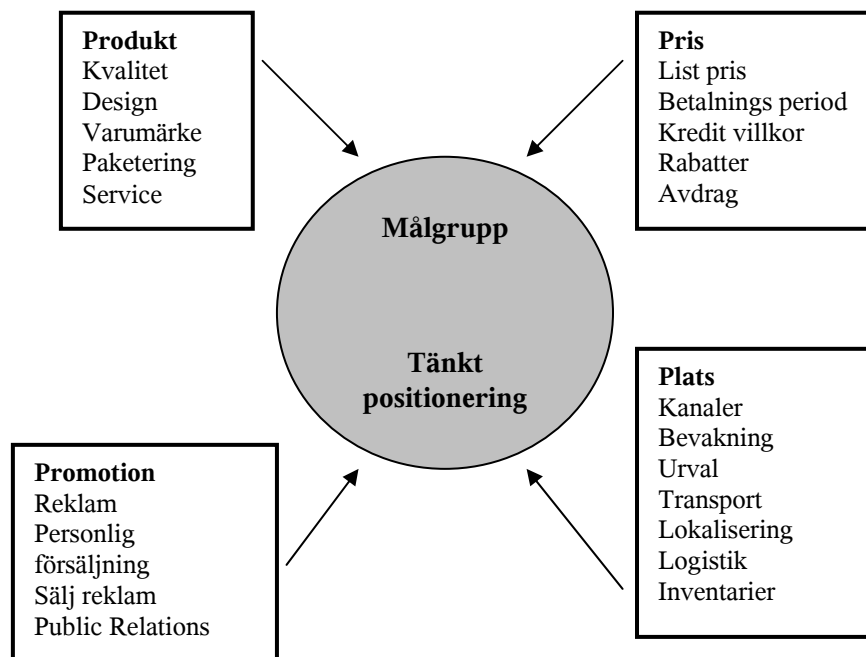 Produkt
Kvalitet
Design
Varumärke
Paketering
Service
Pris
List pris
Betalnings period
Kredit villkor
Rabatter
Avdrag
Målgrupp
Tänkt
positionering
Promotion
Reklam
Personlig
försäljning
Sälj reklam
Public Relations
Plats
Kanaler
Bevakning
Urval
Transport
Lokalisering
Logistik
Inventarier